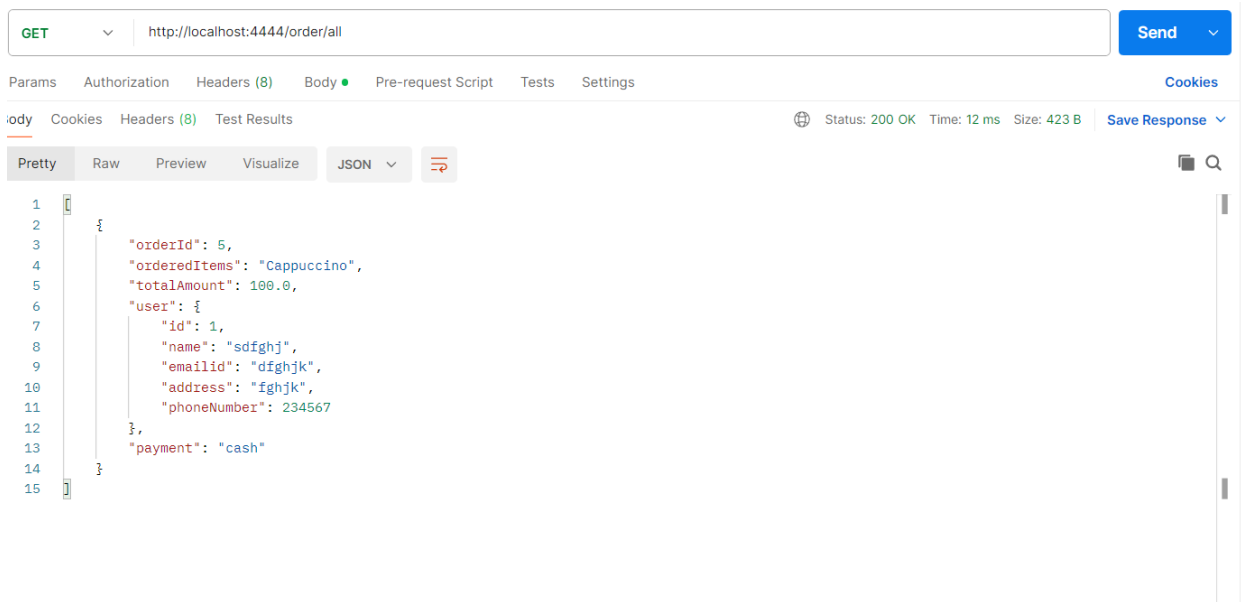 GET http://localhost:4444/order/all Send
Params Authorization Headers (8) Body Pre-request Script Tests Settings Cookies
ody Cookies Headers (8) Test Results Status: 200 OK Time: 12 ms Size: 423 B Save Response
Pretty Raw Preview Visualize JSON
1 [
2 {
3 "orderId": 5,
4 "orderedItems": "Cappuccino",
5 "totalAmount": 100.0,
6 "user": {
7 "id": 1,
8 "name": "sdfghj",
9 "emailid": "dfghjk",
10 "address": "fghjk",
11 "phoneNumber": 234567
12 },
13 "payment": "cash"
14 }
15 ]